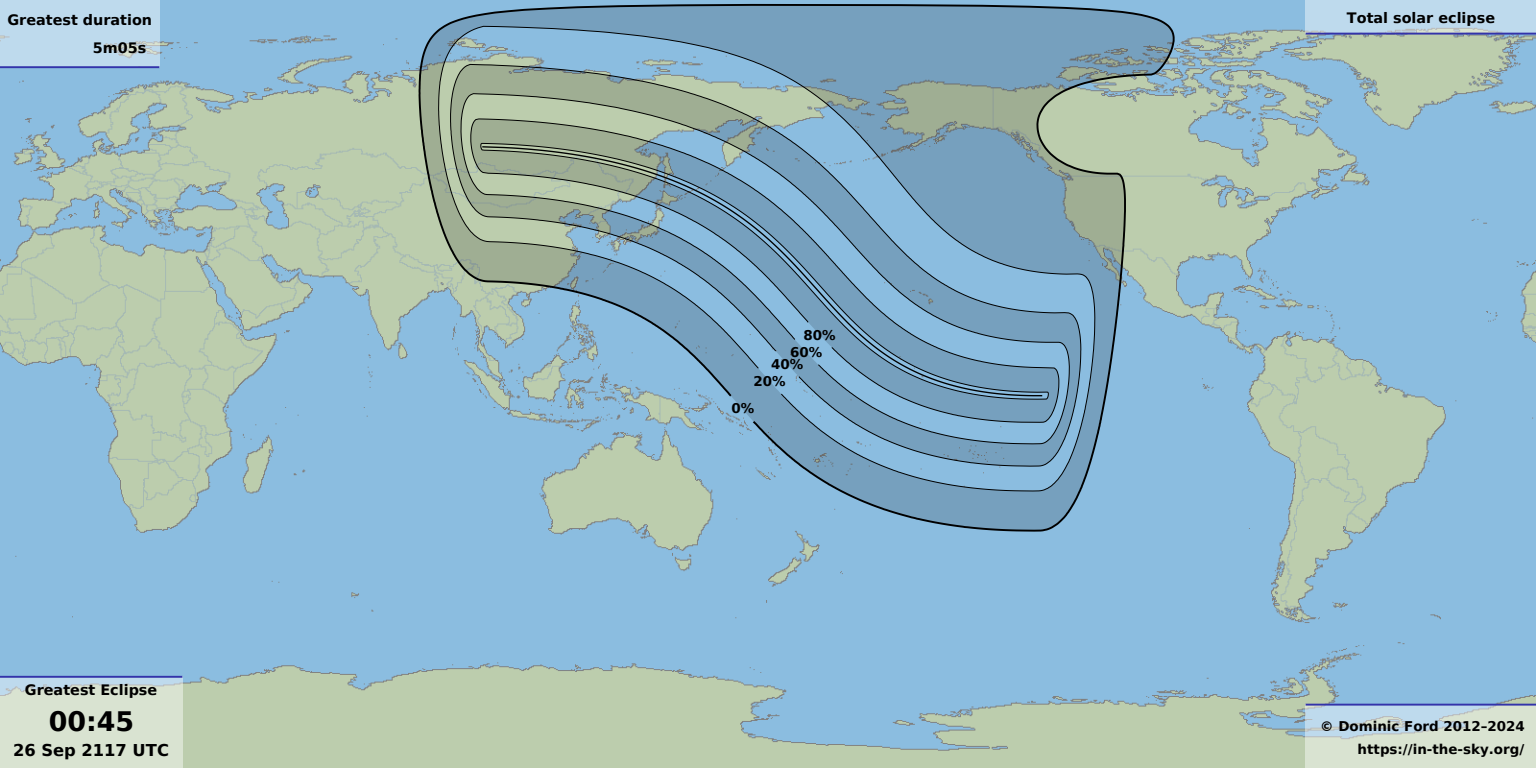 Greatest duration
5m05s
Total solar eclipse
80%
60%
40%
20%
0%
Greatest Eclipse
00:45
26 Sep 2117 UTC
© Dominic Ford 2012–2024
https://in-the-sky.org/